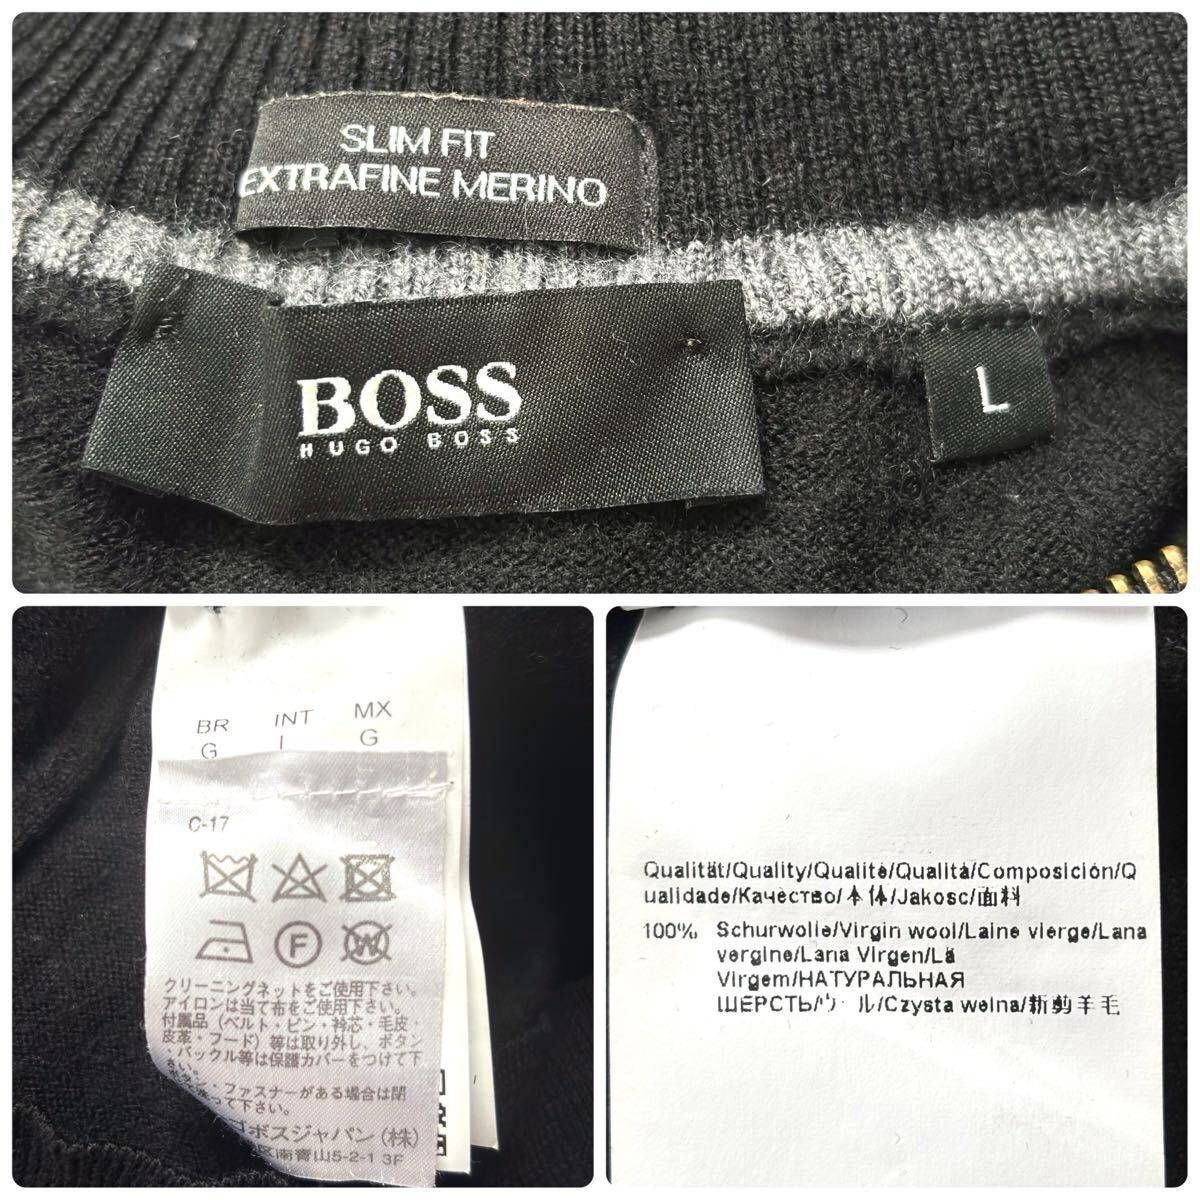 SLIM FIT
EXTRAFINE MERINO
BOSS
HUGO BOSS
L
BR INT MX
G L G
C-17
F W
クリーニングネットをご使用下さい。
アイロンは当て布をご使用下さい。
付属品(ベルト・ピン・衿芯・毛皮・
皮革・フード)等は取り外し、ボタン
・バックル等は保護カバーをつけて下
さい。
ボタン・ファスナーがある場合は閉
って下さい。
ゴボスジャパン(株)
区南青山5-2-1 3F
Qualität/Quality/Qualité/Qualità/Composición/Q
ualidade/Качество/本体/Jakosc/面料
100% Schurwolle/Virgin wool/Laine vierge/Lana
vergine/Lana Virgen/Lã
Virgem/НАТУРАЛЬНАЯ
ШЕРСТЬ/ウール/Czysta welna/新剪羊毛